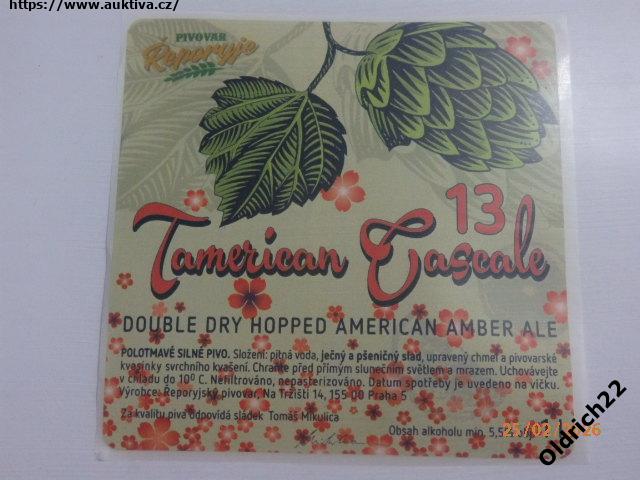 https://www.auktiva.cz/
PIVOVAR
Řeporyje
13
Tamerican Cascale
DOUBLE DRY HOPPED AMERICAN AMBER ALE
POLOTMAVÉ SILNÉ PIVO. Složení: pitná voda, ječný a pšeničný slad, upravený chmel a pivovarské
kvasinky svrchního kvašení. Chraňte před přímým slunečním světlem a mrazem. Uchovávejte
v chladu do 10⁰ C. Nefiltrováno, nepasterizováno. Datum spotřeby je uvedeno na víčku.
Výrobce: Řeporyjský pivovar, Na Tržišti 14, 155 00 Praha 5
Za kvalitu piva odpovídá sládek Tomáš Mikulica
Obsah alkoholu min. 5,5%
oldrich22